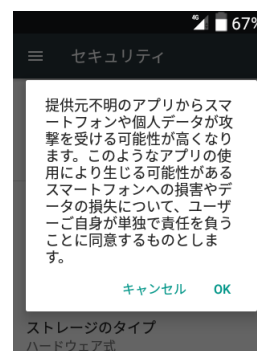 4G 67%
セキュリティ
提供元不明のアプリからスマ
ートフォンや個人データが攻
撃を受ける可能性が高くなり
ます。このようなアプリの使
用により生じる可能性がある
スマートフォンへの損害やデ
ータの損失について、ユーザ
ーご自身が単独で責任を負う
ことに同意するものとしま
す。
キャンセル OK
ストレージのタイプ
ハードウェア式